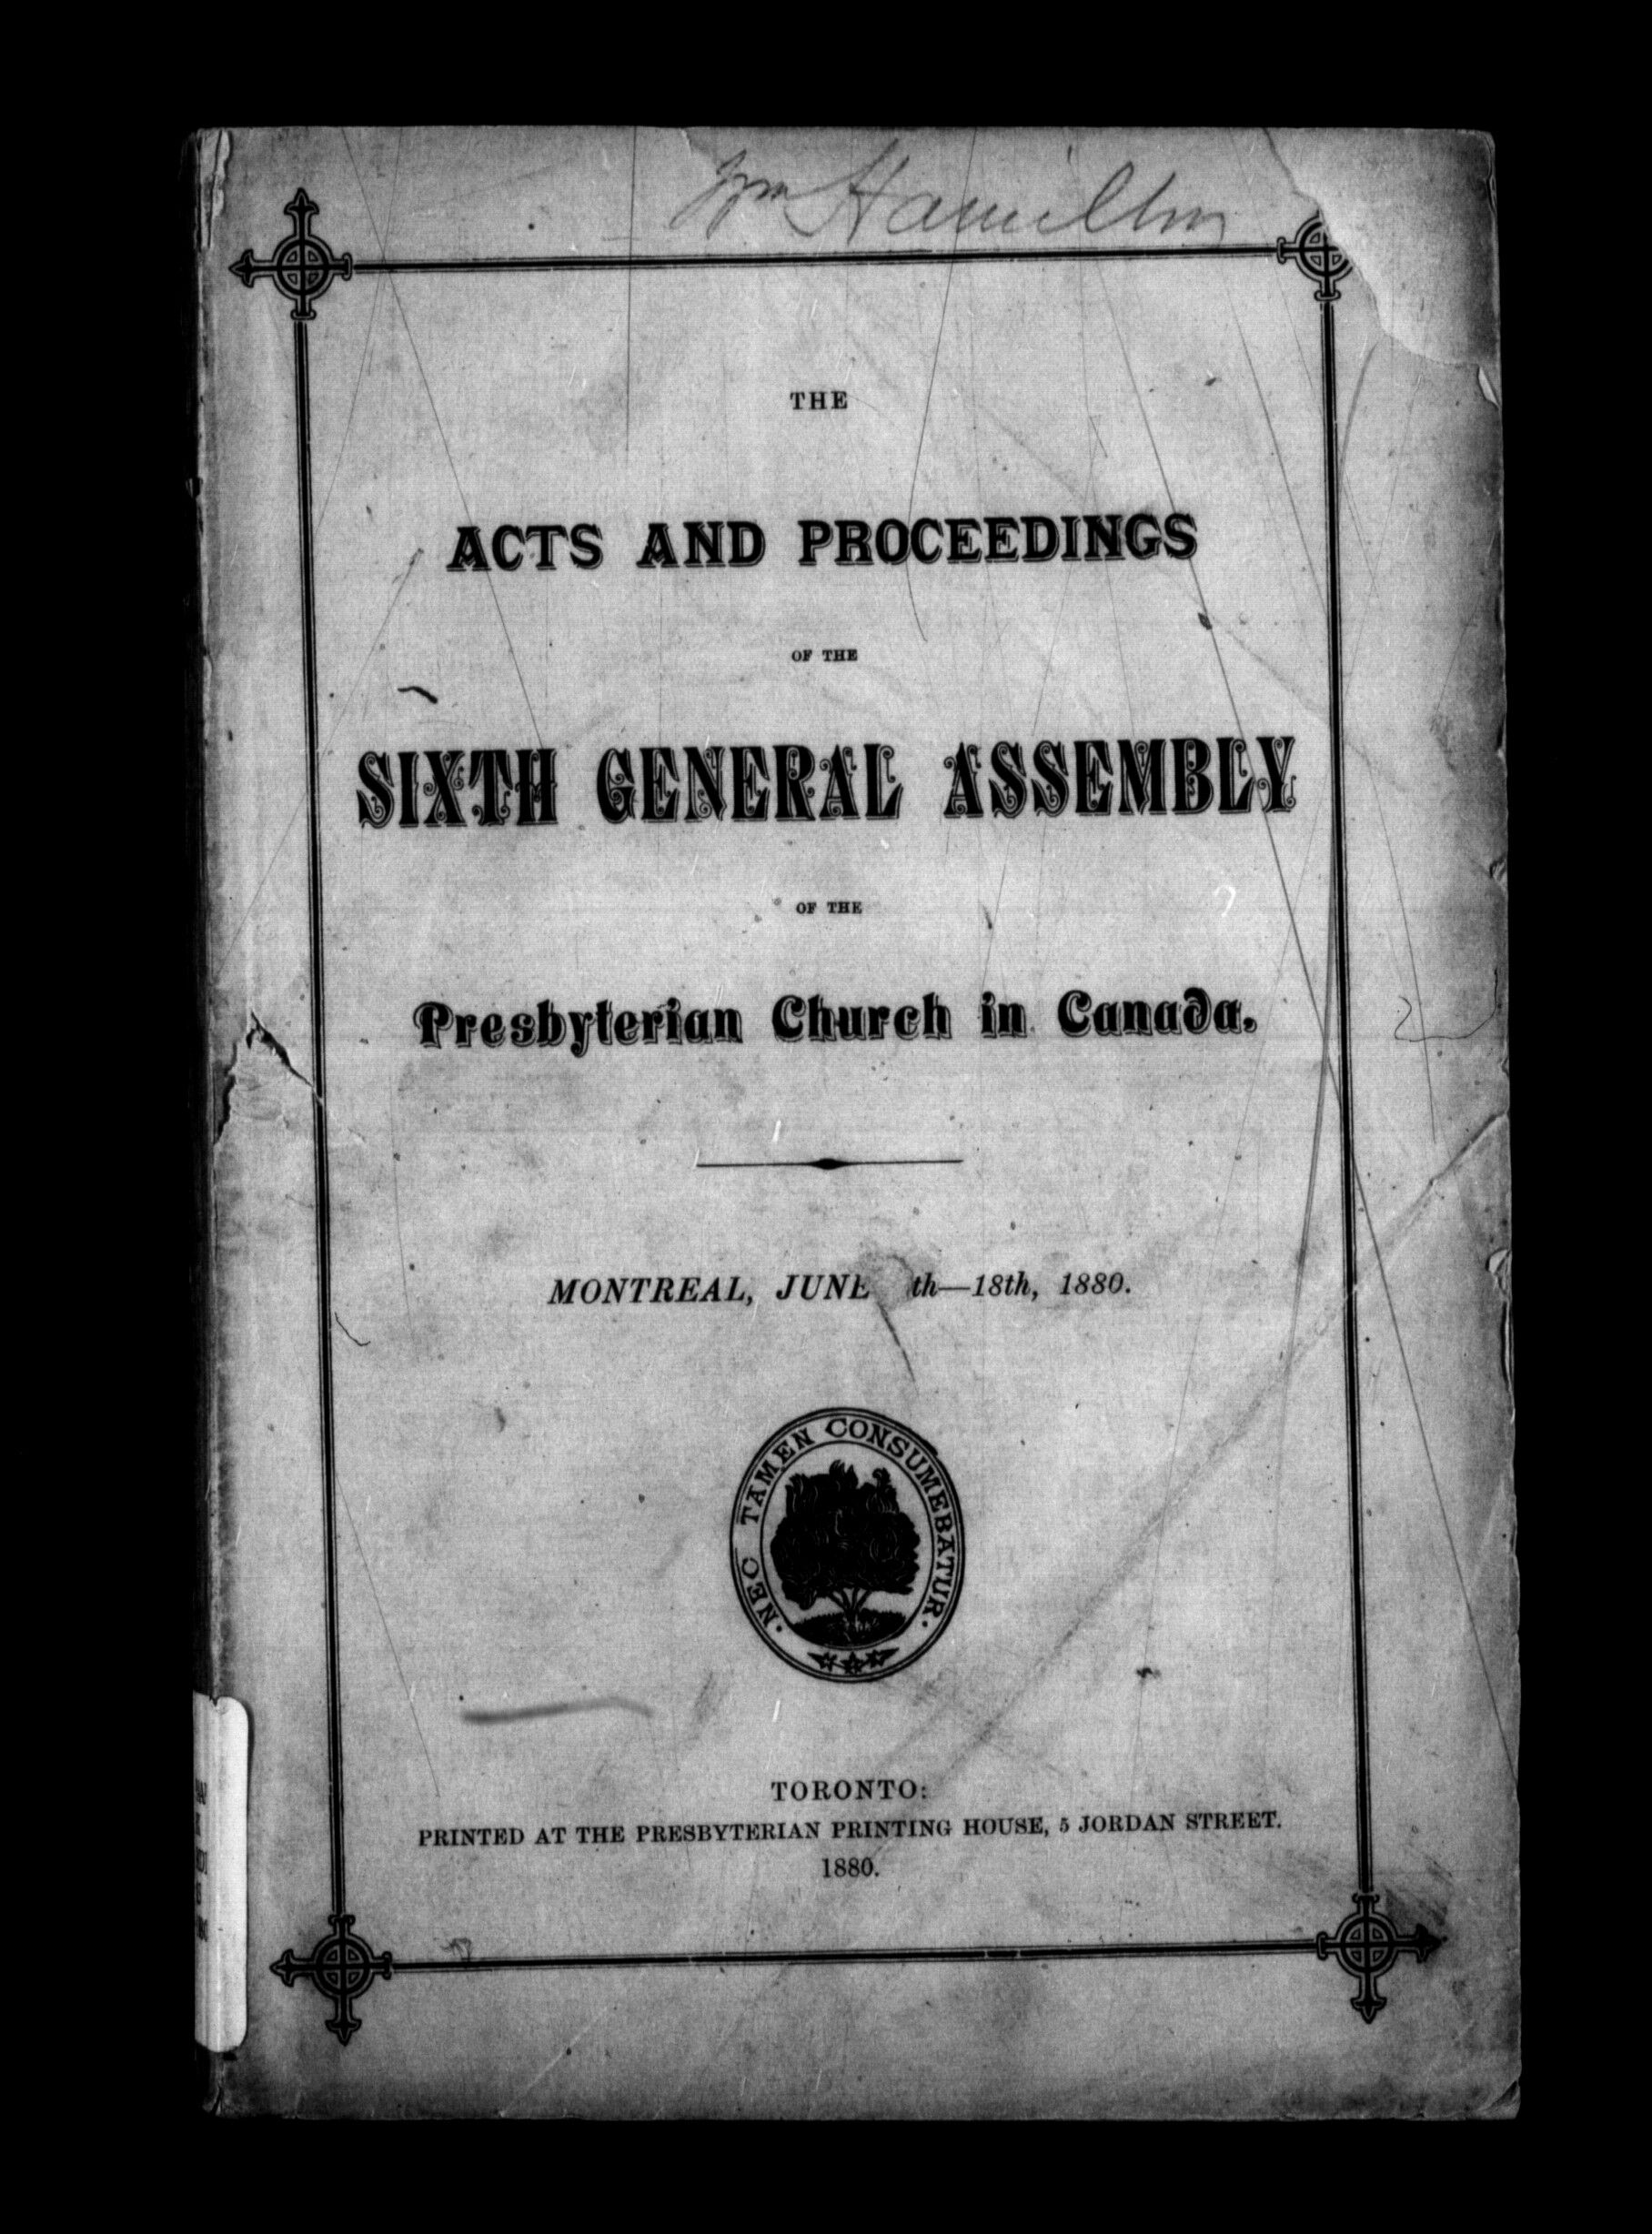 Wm Hamilton
THE
ACTS AND PROCEEDINGS
OF THE
SIXTH GENERAL ASSEMBLY
OF THE
Presbyterian Church in Canada.
MONTREAL, JUNE th—18th, 1880.
· NEC TAMEN CONSUMEBATUR ·
TORONTO:
PRINTED AT THE PRESBYTERIAN PRINTING HOUSE, 5 JORDAN STREET.
1880.